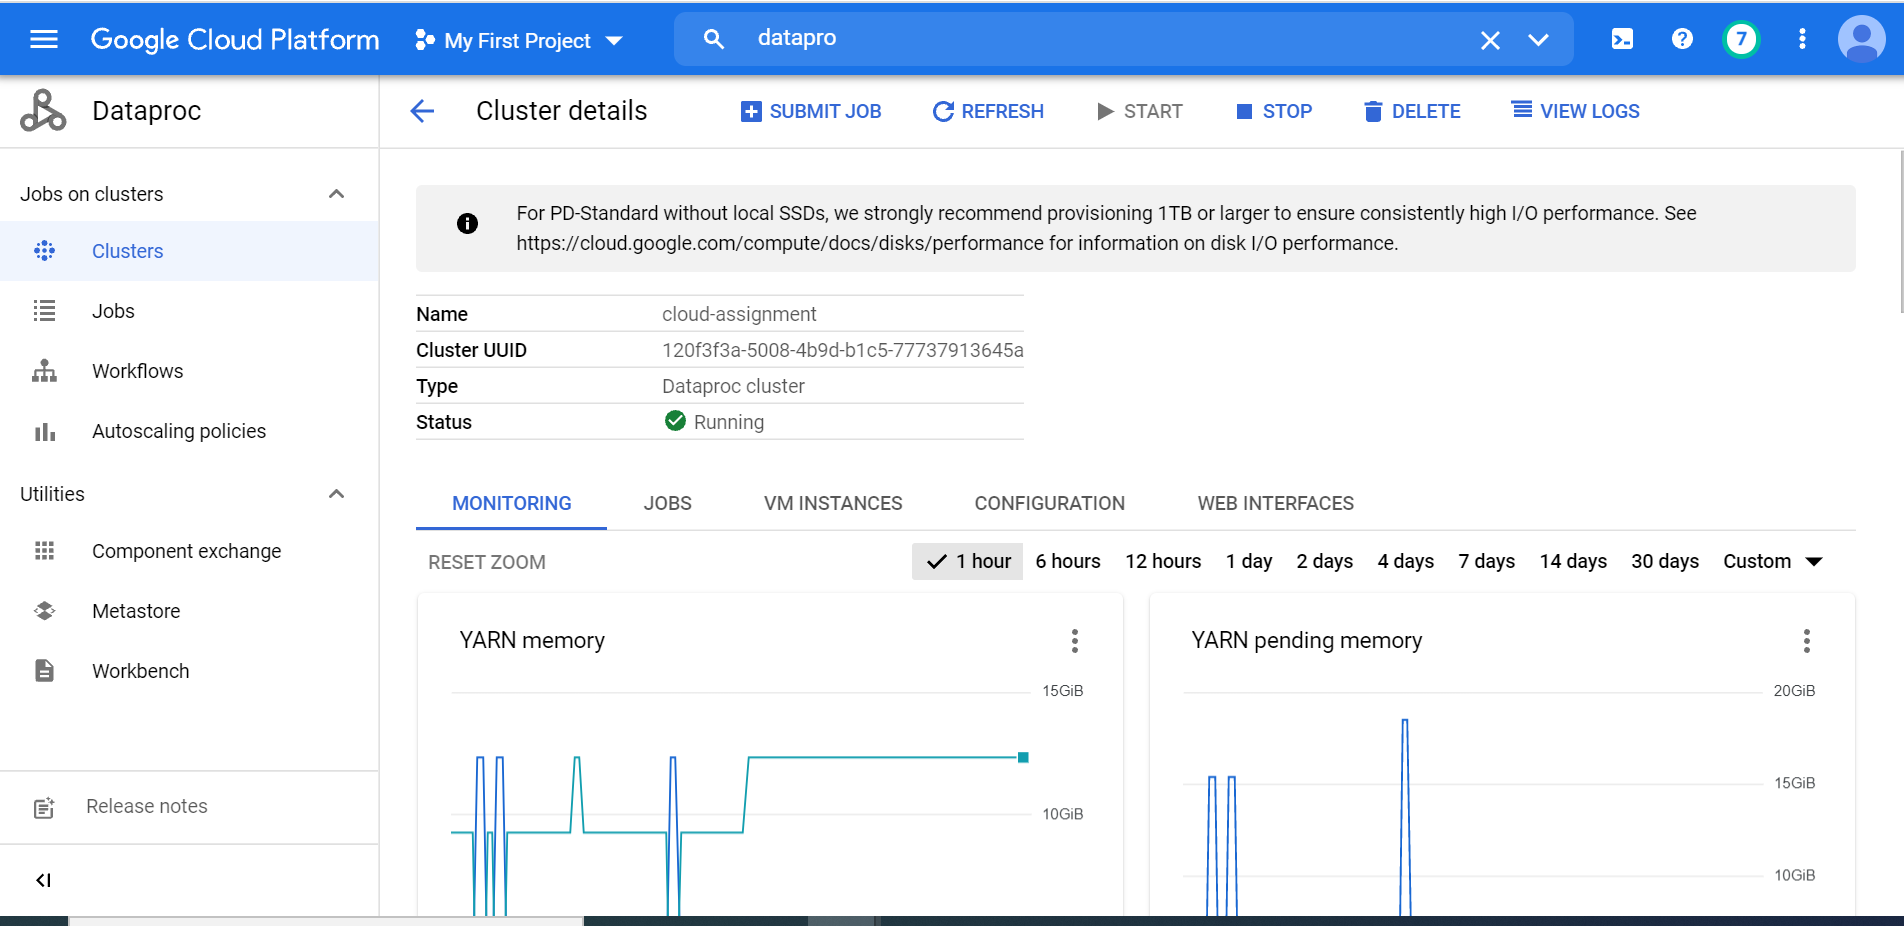 Google Cloud Platform
My First Project
datapro
7
Dataproc
Cluster details
SUBMIT JOB
REFRESH
START
STOP
DELETE
VIEW LOGS
Jobs on clusters
Clusters
Jobs
Workflows
Autoscaling policies
Utilities
Component exchange
Metastore
Workbench
Release notes
For PD-Standard without local SSDs, we strongly recommend provisioning 1TB or larger to ensure consistently high I/O performance. See
https://cloud.google.com/compute/docs/disks/performance for information on disk I/O performance.
Name cloud-assignment
Cluster UUID 120f3f3a-5008-4b9d-b1c5-77737913645a
Type Dataproc cluster
Status Running
MONITORING JOBS VM INSTANCES CONFIGURATION WEB INTERFACES
RESET ZOOM 1 hour 6 hours 12 hours 1 day 2 days 4 days 7 days 14 days 30 days Custom
YARN memory
15GiB
10GiB
YARN pending memory
20GiB
15GiB
10GiB